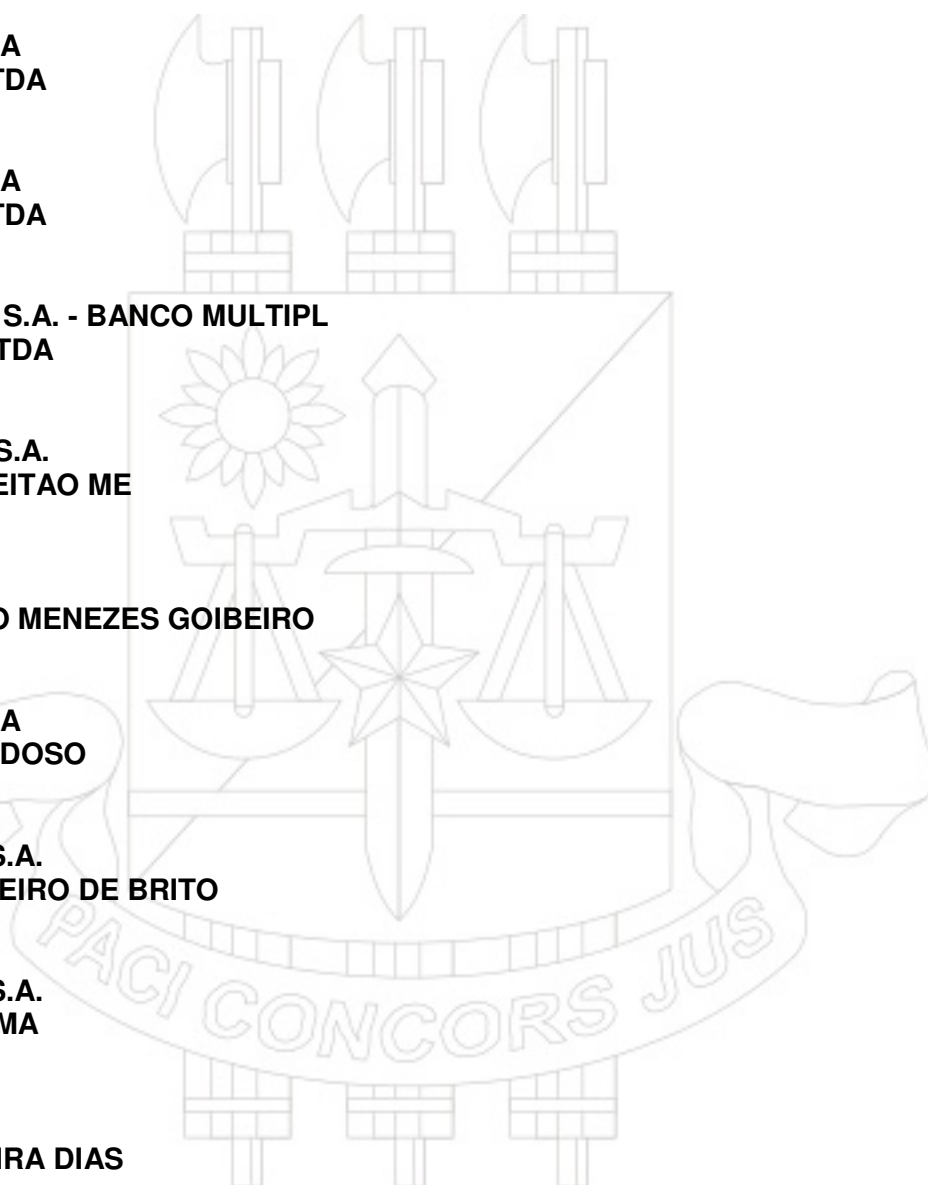 A
TDA
A
TDA
S.A. - BANCO MULTIPL
TDA
S.A.
EITAO ME
O MENEZES GOIBEIRO
A
DOSO
S.A.
EIRO DE BRITO
S.A.
MA
IRA DIAS
PACI CONCORS JUS